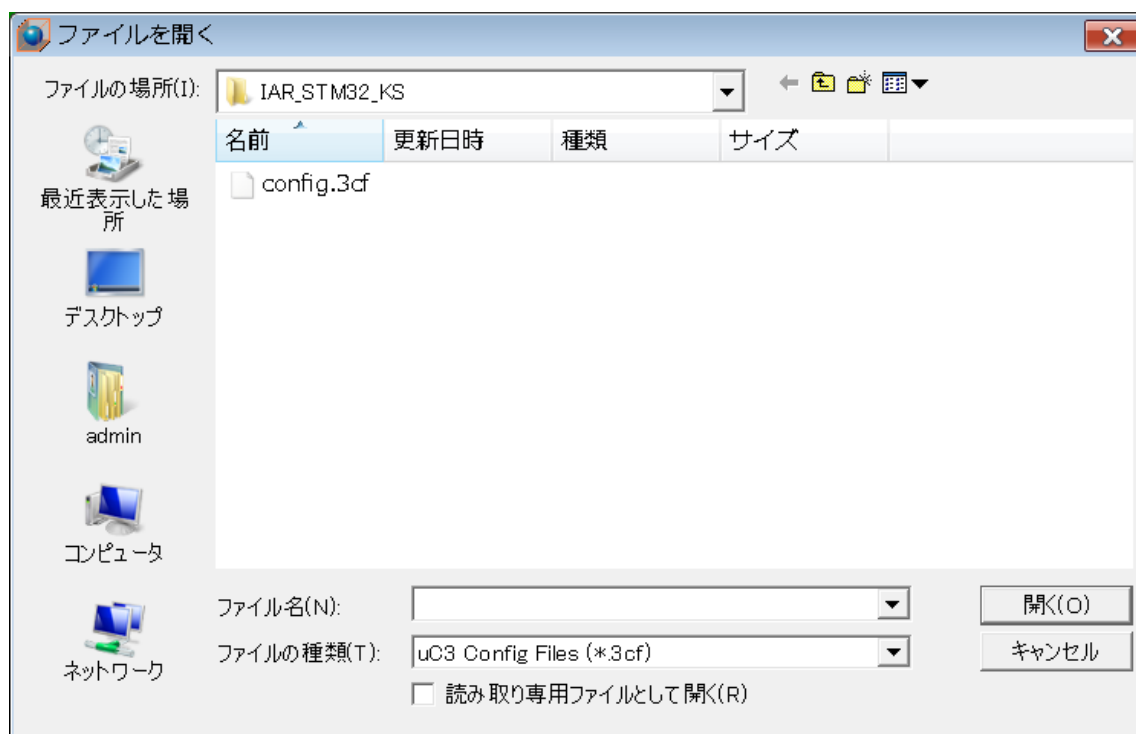 ファイルを開く
ファイルの場所(I):
IAR_STM32_KS
名前
更新日時
種類
サイズ
config.3cf
最近表示した場
所
デスクトップ
admin
コンピュータ
ネットワーク
ファイル名(N):
開く(O)
ファイルの種類(T):
uC3 Config Files (*.3cf)
キャンセル
読み取り専用ファイルとして開く(R)